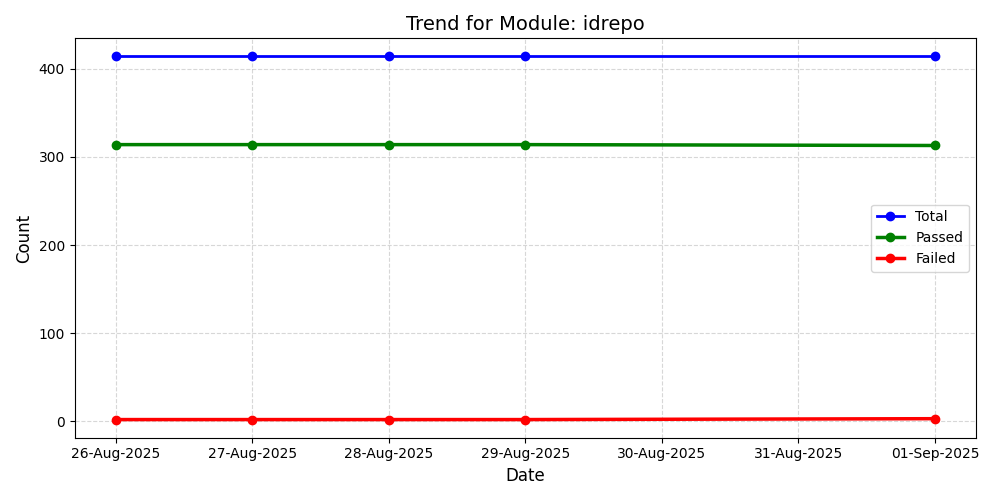 Trend for Module: idrepo
Count
400
300
200
100
0
Total
Passed
Failed
26-Aug-2025
27-Aug-2025
28-Aug-2025
29-Aug-2025
30-Aug-2025
31-Aug-2025
01-Sep-2025
Date